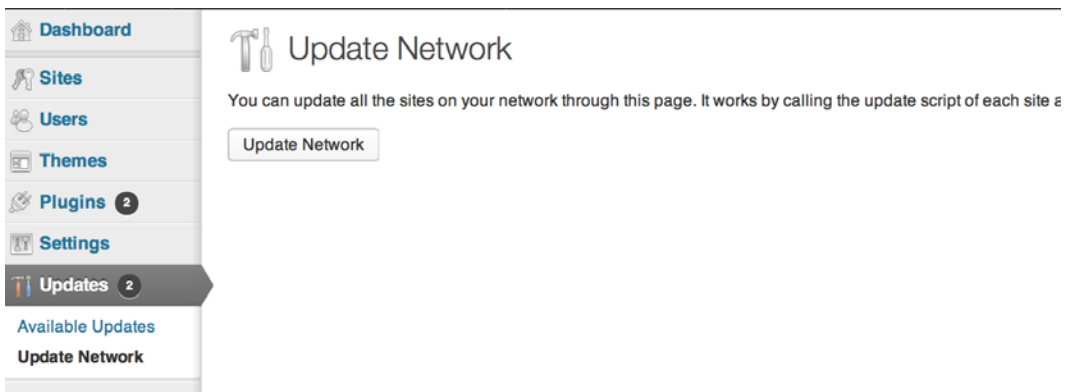 Dashboard
Sites
Users
Themes
Plugins 2
Settings
Updates 2
Available Updates
Update Network
Update Network
You can update all the sites on your network through this page. It works by calling the update script of each site a
Update Network